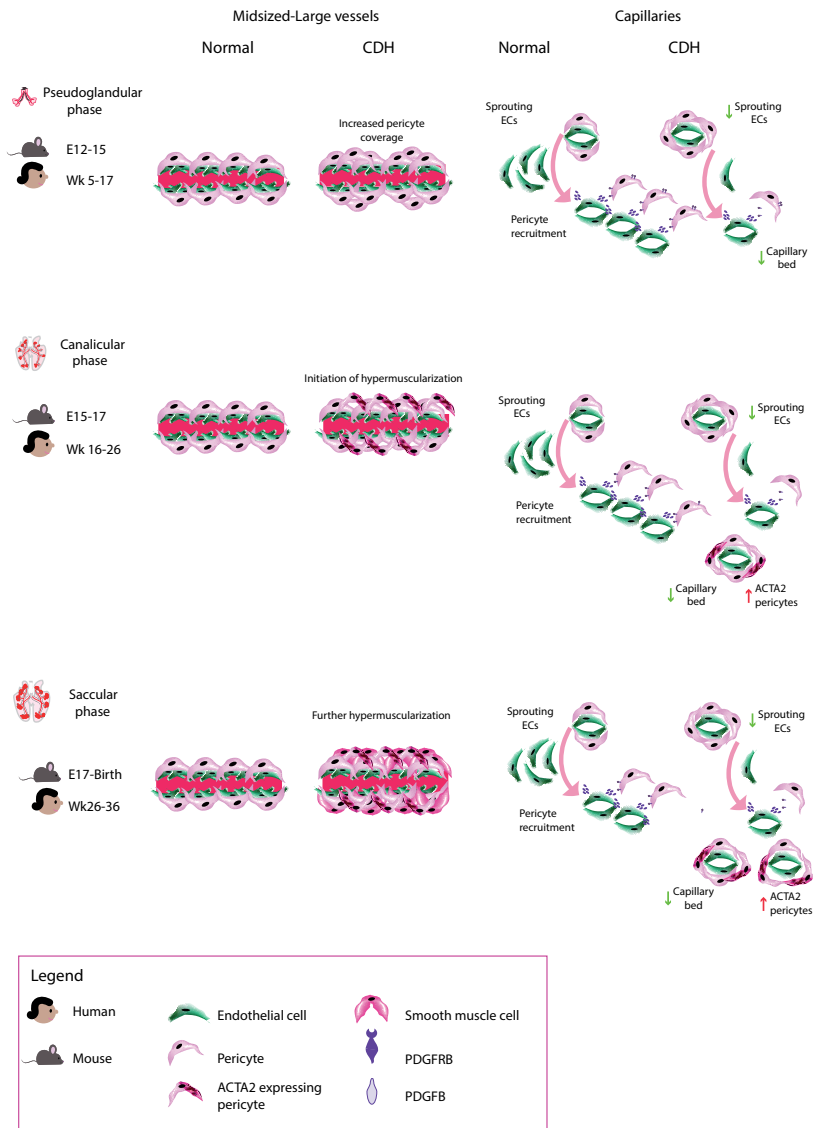 Midsized-Large vessels
Capillaries
Normal
CDH
Normal
CDH
Pseudoglandular
phase
E12-15
Wk 5-17
Increased pericyte
coverage
Sprouting
ECs
Pericyte
recruitment
↓ Sprouting
ECs
↓ Capillary
bed
Canalicular
phase
E15-17
Wk 16-26
Initiation of hypermuscularization
Sprouting
ECs
Pericyte
recruitment
↓ Sprouting
ECs
↓ Capillary
bed
↑ ACTA2
pericytes
Saccular
phase
E17-Birth
Wk26-36
Further hypermuscularization
Sprouting
ECs
Pericyte
recruitment
↓ Sprouting
ECs
↓ Capillary
bed
↑ ACTA2
pericytes
Legend
Human
Mouse
Endothelial cell
Pericyte
ACTA2 expressing
pericyte
Smooth muscle cell
PDGFRB
PDGFB